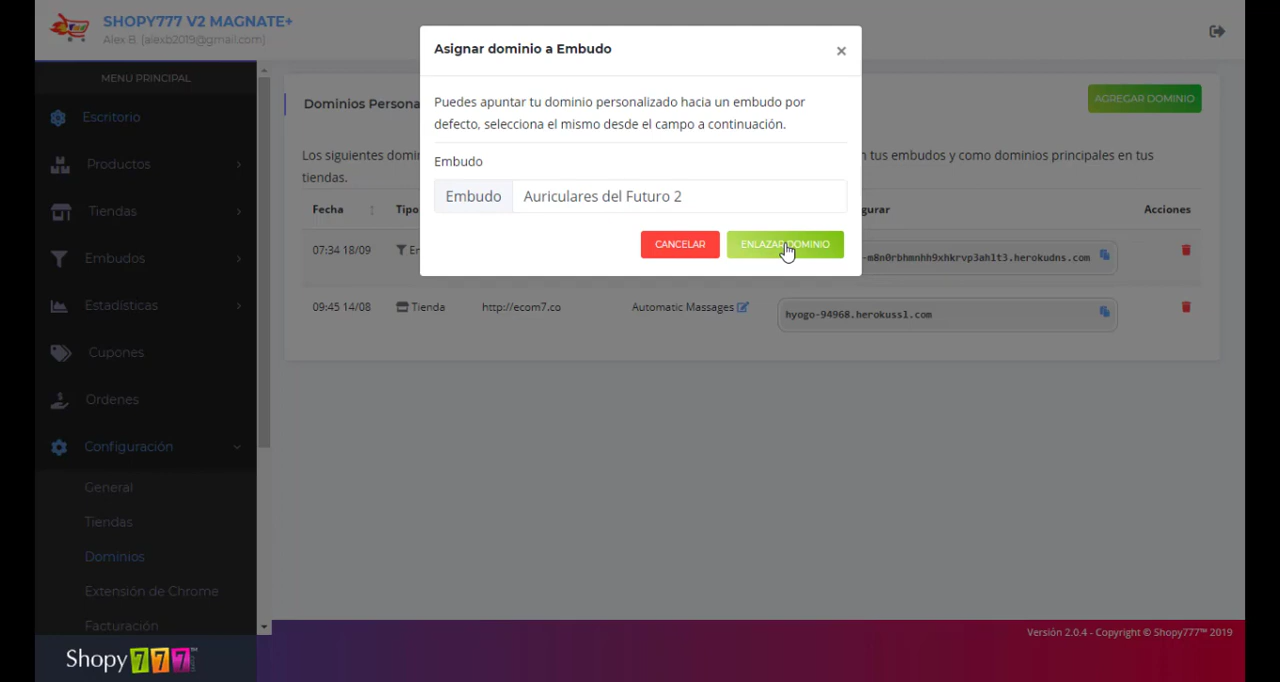 SHOPY777 V2 MAGNATE+
Alex B. [alexb2019@gmail.com]
MENU PRINCIPAL
Escritorio
Productos
Tiendas
Embudos
Estadísticas
Cupones
Ordenes
Configuración
General
Tiendas
Dominios
Extensión de Chrome
Facturación
Shopy777™
Asignar dominio a Embudo
×
Puedes apuntar tu dominio personalizado hacia un embudo por
defecto, selecciona el mismo desde el campo a continuación.
Embudo
Embudo Auriculares del Futuro 2
CANCELAR ENLAZAR DOMINIO
Dominios Persona
AGREGAR DOMINIO
Los siguientes domin n tus embudos y como dominios principales en tus
tiendas.
Fecha Tipo gurar Acciones
07:34 18/09 -m8n0rbhmnhh9xhkrvp3ah1t3.herokudns.com
09:45 14/08 Tienda http://ecom7.co Automatic Massages hyogo-94968.herokussl.com
Versión 2.0.4 - Copyright © Shopy777™ 2019